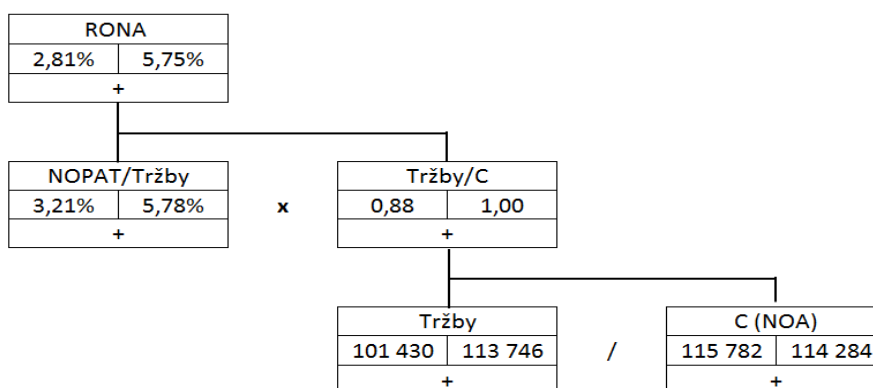 RONA
2,81% 5,75%
+
NOPAT/Tržby Tržby/C
3,21% 5,78% x 0,88 1,00
+ +
Tržby C (NOA)
101 430 113 746 / 115 782 114 284
+ +